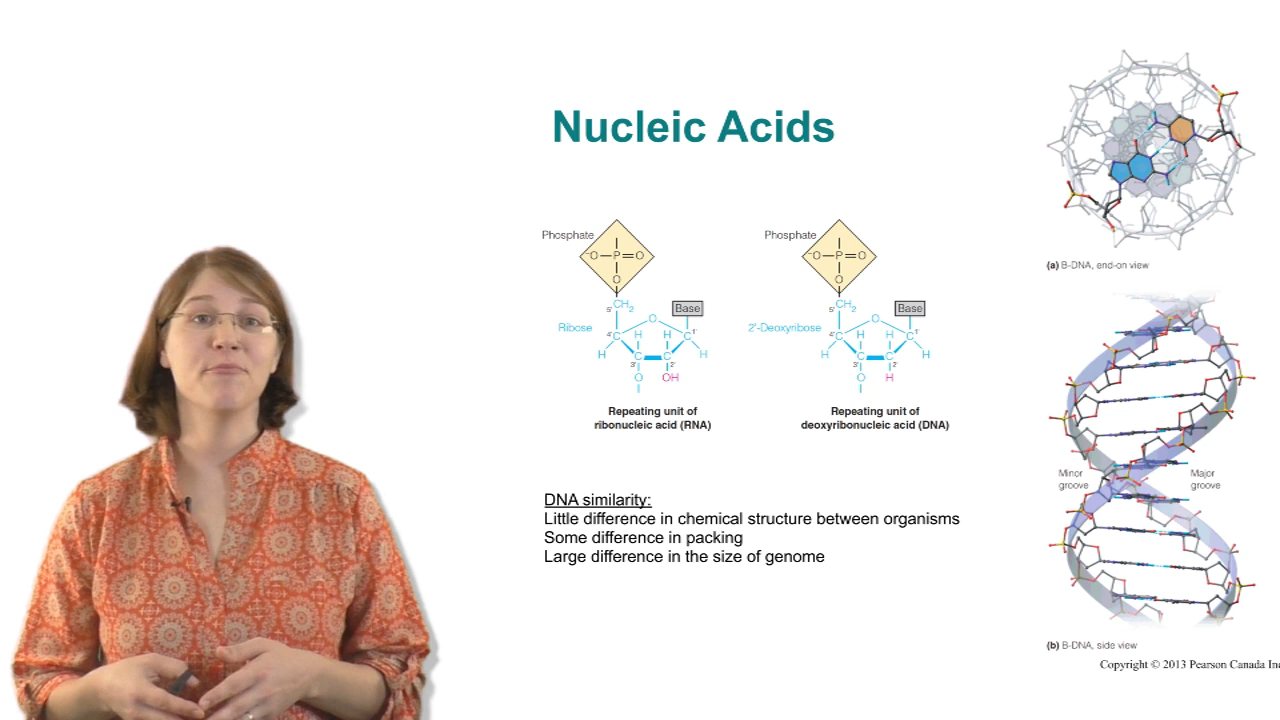 Nucleic Acids
Phosphate
⁻O—P=O
O
5' CH₂
Base
Ribose
O
4' C H H C 1'
H C C H
3' 2'
O OH
Repeating unit of
ribonucleic acid (RNA)
Phosphate
⁻O—P=O
O
5' CH₂
Base
2'-Deoxyribose
O
4' C H H C 1'
H C C H
3' 2'
O H
Repeating unit of
deoxyribonucleic acid (DNA)
DNA similarity:
Little difference in chemical structure between organisms
Some difference in packing
Large difference in the size of genome
(a) B-DNA, end-on view
Minor
groove
Major
groove
(b) B-DNA, side view
Copyright © 2013 Pearson Canada Inc